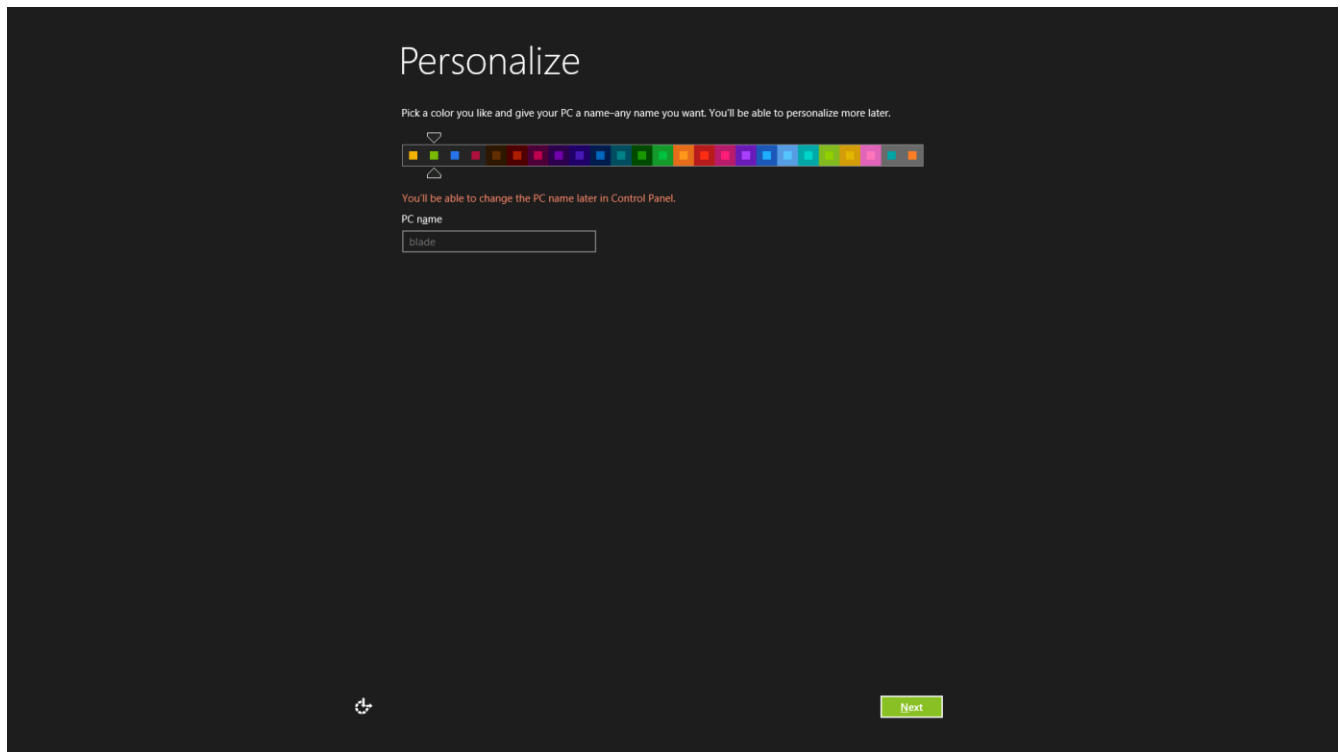 Personalize
Pick a color you like and give your PC a name–any name you want. You'll be able to personalize more later.
You'll be able to change the PC name later in Control Panel.
PC name
blade
Next